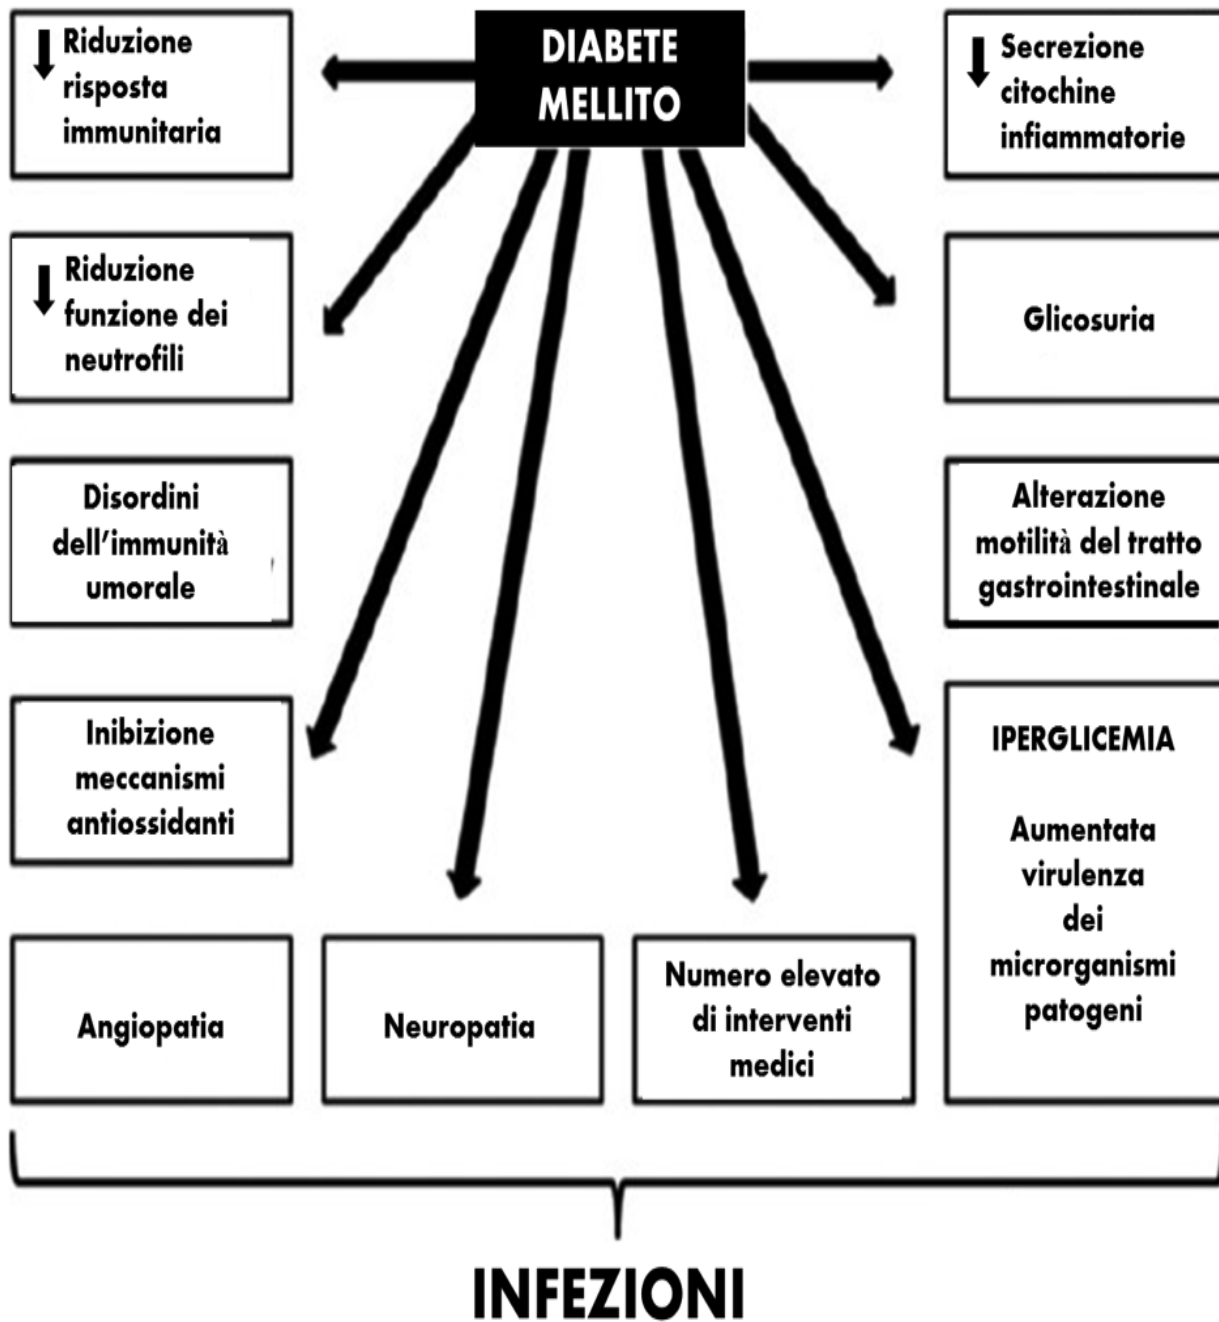 DIABETE
MELLITO
Riduzione
risposta
immunitaria
Secrezione
citochine
infiammatorie
Riduzione
funzione dei
neutrofili
Glicosuria
Disordini
dell’immunità
umorale
Alterazione
motilità del tratto
gastrointestinale
Inibizione
meccanismi
antiossidanti
IPERGLICEMIA
Aumentata
virulenza
dei
microrganismi
patogeni
Angiopatia
Neuropatia
Numero elevato
di interventi
medici
INFEZIONI